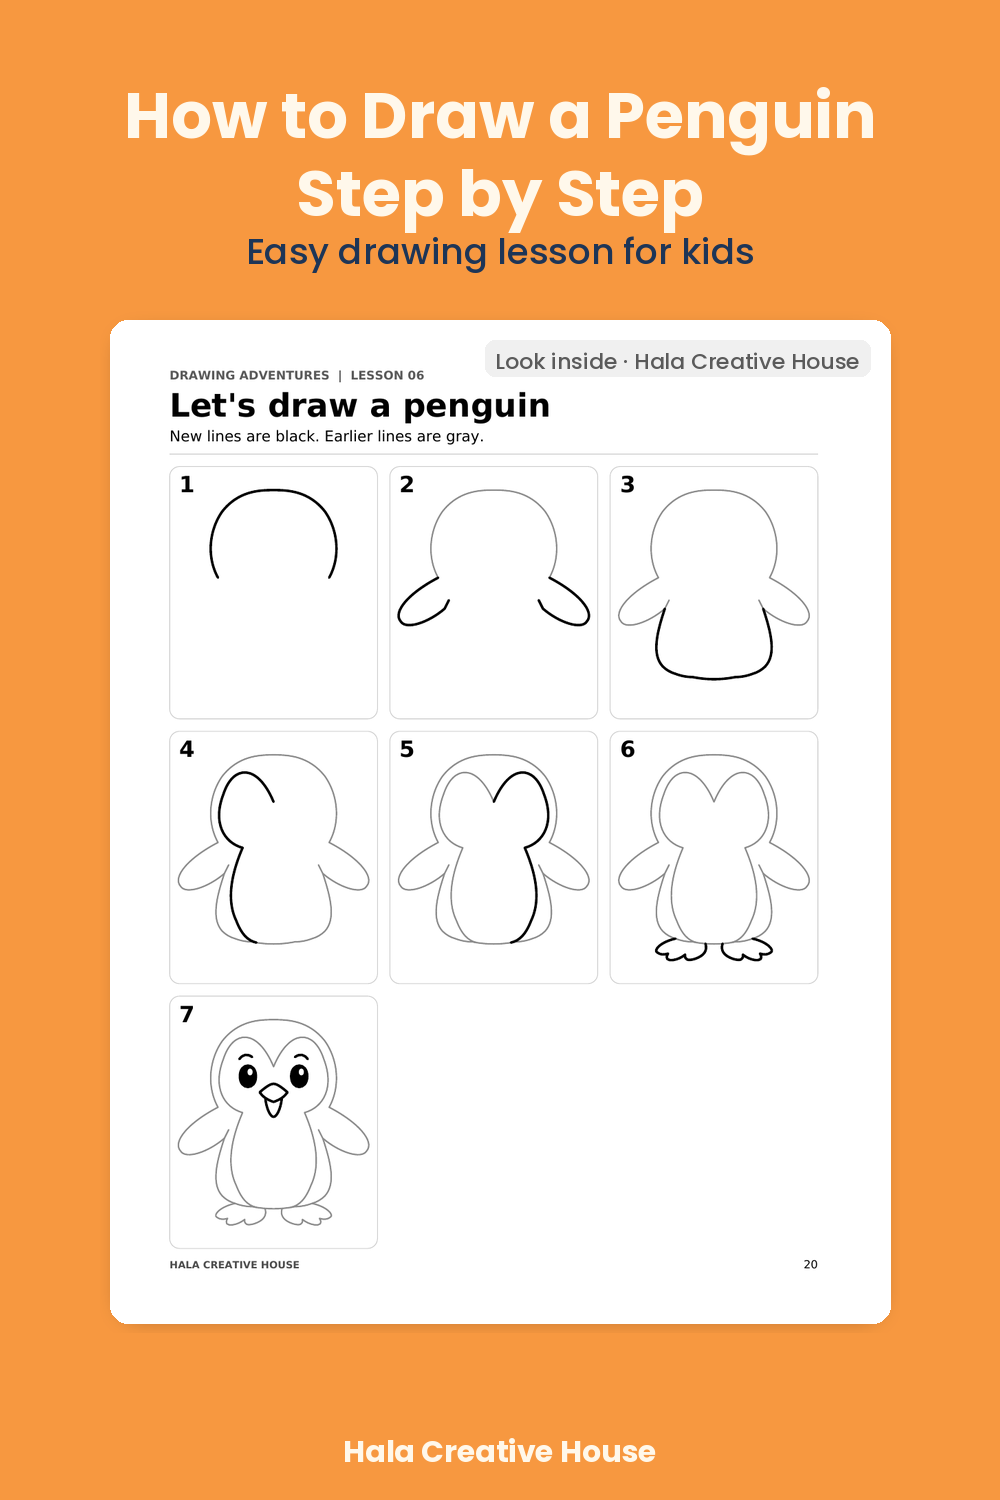 How to Draw a Penguin
Step by Step
Easy drawing lesson for kids
Look inside · Hala Creative House
DRAWING ADVENTURES | LESSON 06
Let's draw a penguin
New lines are black. Earlier lines are gray.
1
2
3
4
5
6
7
HALA CREATIVE HOUSE
20
Hala Creative House